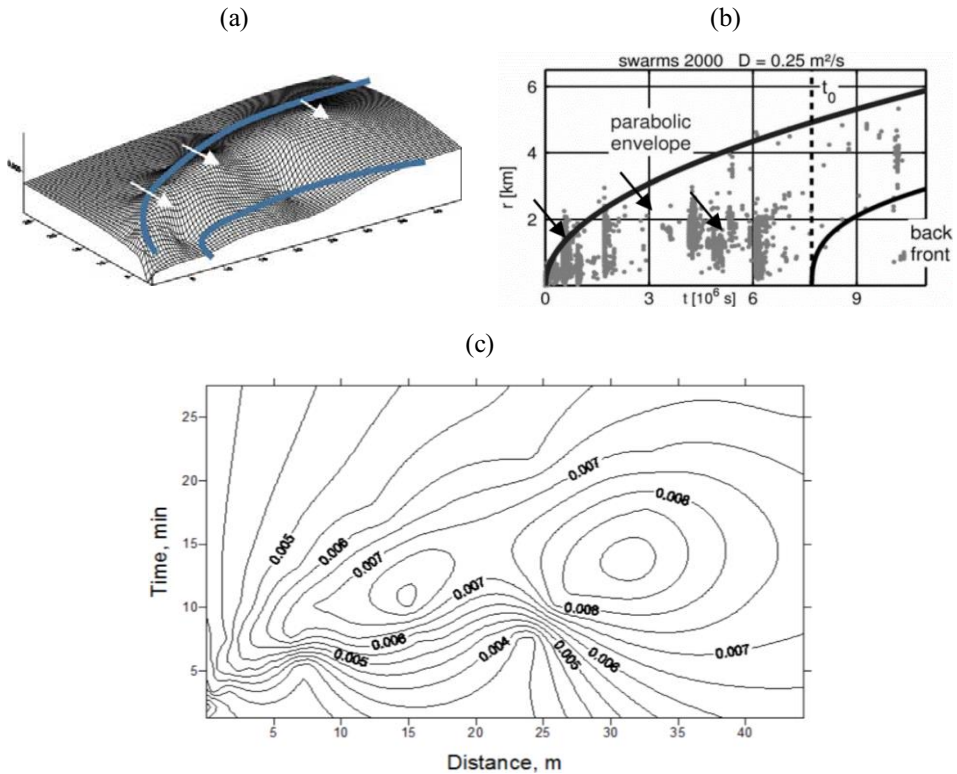 (a)
(b)
swarms 2000 D = 0.25 m²/s
t0
6
parabolic
envelope
4
r [km]
2
back
front
0 3 t [10⁶ s] 6 9
(c)
25
20
15
10
5
Time, min
0.007
0.008
0.005
0.006
0.007
0.007
0.006
0.005
0.004
0.008
0.005
0.006
0.007
5 10 15 20 25 30 35 40
Distance, m